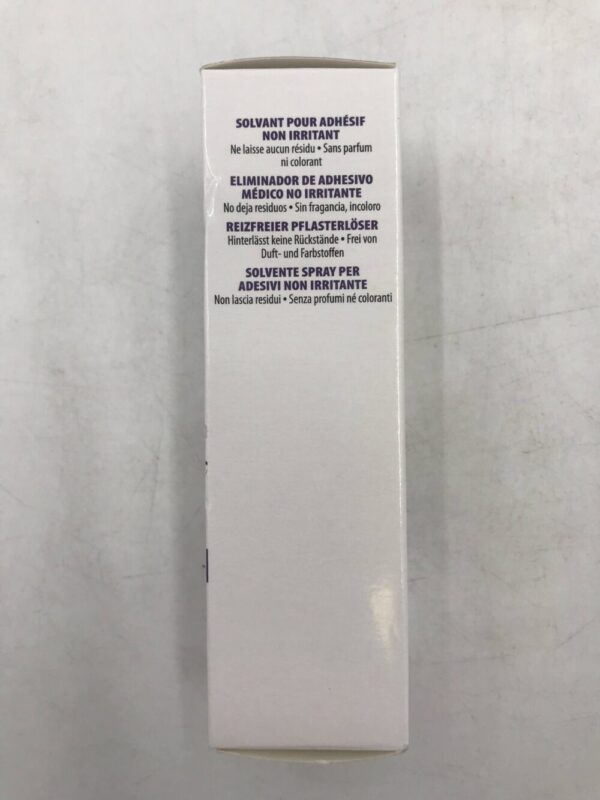 SOLVANT POUR ADHÉSIF
NON IRRITANT
Ne laisse aucun résidu • Sans parfum
ni colorant
ELIMINADOR DE ADHESIVO
MÉDICO NO IRRITANTE
No deja residuos • Sin fragancia, incoloro
REIZFREIER PFLASTERLÖSER
Hinterlässt keine Rückstände • Frei von
Duft- und Farbstoffen
SOLVENTE SPRAY PER
ADESIVI NON IRRITANTE
Non lascia residui • Senza profumi né coloranti